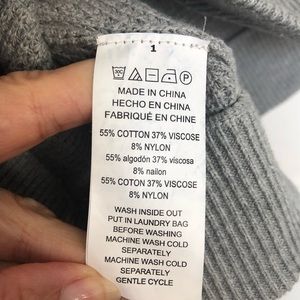 1
MADE IN CHINA
HECHO EN CHINA
FABRIQUÉ EN CHINE
55% COTTON 37% VISCOSE
8% NYLON
55% algodón 37% viscosa
8% nailon
55 % COTON 37% VISCOSE
8% NYLON
WASH INSIDE OUT
PUT IN LAUNDRY BAG
BEFORE WASHING
MACHINE WASH COLD
SEPARATELY
MACHINE WASH COLD
SEPARATELY
GENTLE CYCLE